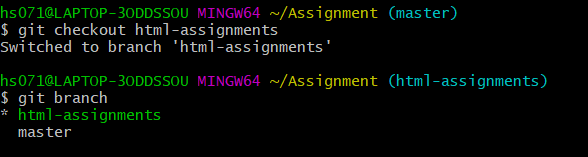 hs071@LAPTOP-3ODDSSOU MINGW64 ~/Assignment (master)
$ git checkout html-assignments
Switched to branch 'html-assignments'
hs071@LAPTOP-3ODDSSOU MINGW64 ~/Assignment (html-assignments)
$ git branch
* html-assignments
  master